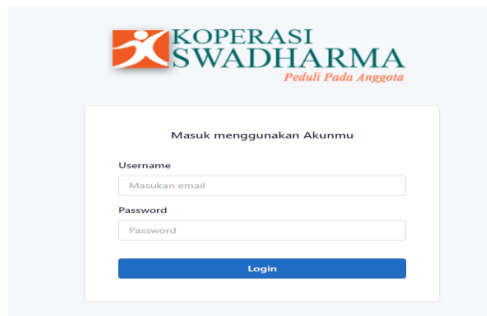 KOPERASI
SWADHARMA
Peduli Pada Anggota
Masuk menggunakan Akunmu
Username
Masukan email
Password
Password
Login